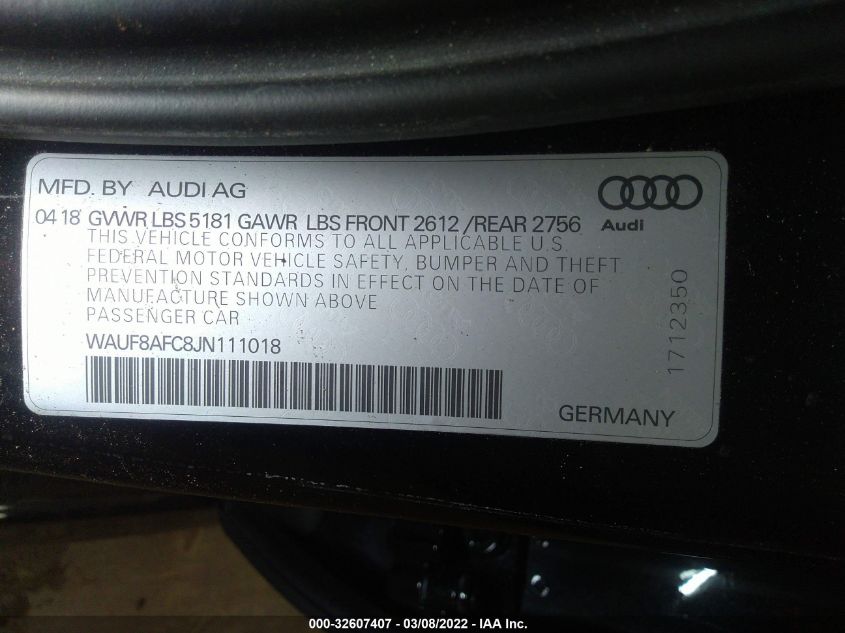 MFD. BY AUDI AG
Audi
04 18 GVWR LBS 5181 GAWR LBS FRONT 2612 /REAR 2756
THIS VEHICLE CONFORMS TO ALL APPLICABLE U.S.
FEDERAL MOTOR VEHICLE SAFETY, BUMPER AND THEFT
PREVENTION STANDARDS IN EFFECT ON THE DATE OF
MANUFACTURE SHOWN ABOVE
PASSENGER CAR
WAUF8AFC8JN111018
1712350
GERMANY
000-32607407 - 03/08/2022 - IAA Inc.